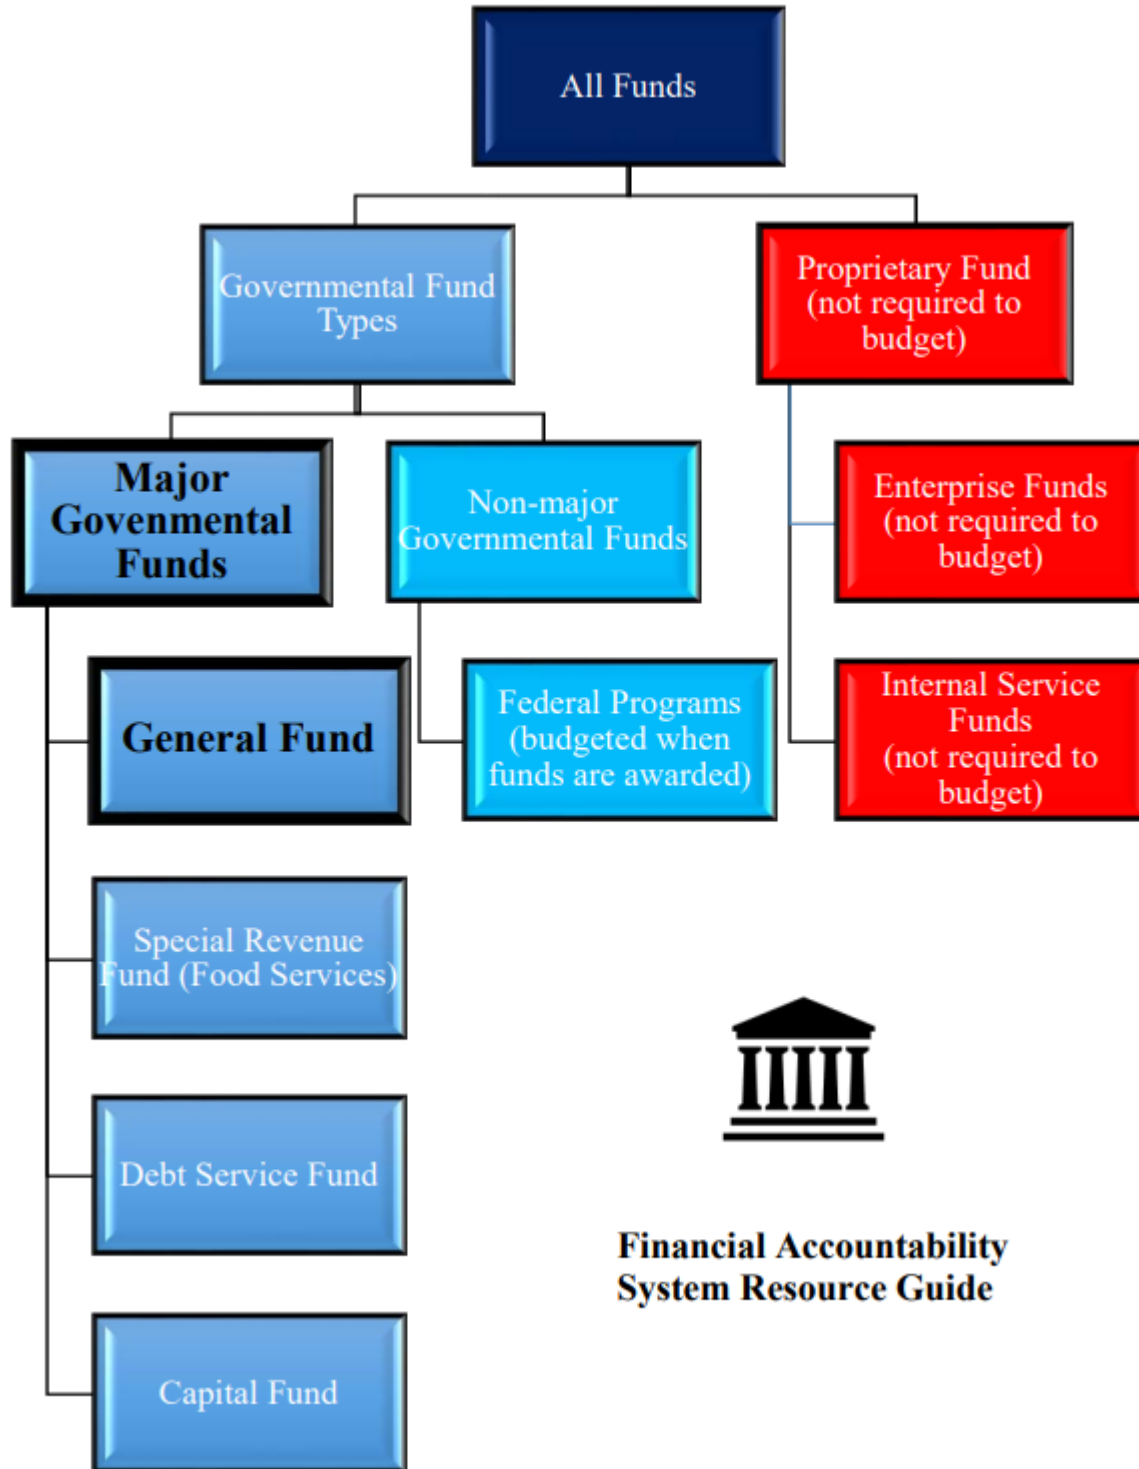 All Funds
Governmental Fund
Types
Proprietary Fund
(not required to
budget)
Major
Govenmental
Funds
Non-major
Governmental Funds
Enterprise Funds
(not required to
budget)
General Fund
Federal Programs
(budgeted when
funds are awarded)
Internal Service
Funds
(not required to
budget)
Special Revenue
Fund (Food Services)
Debt Service Fund
Capital Fund
Financial Accountability
System Resource Guide